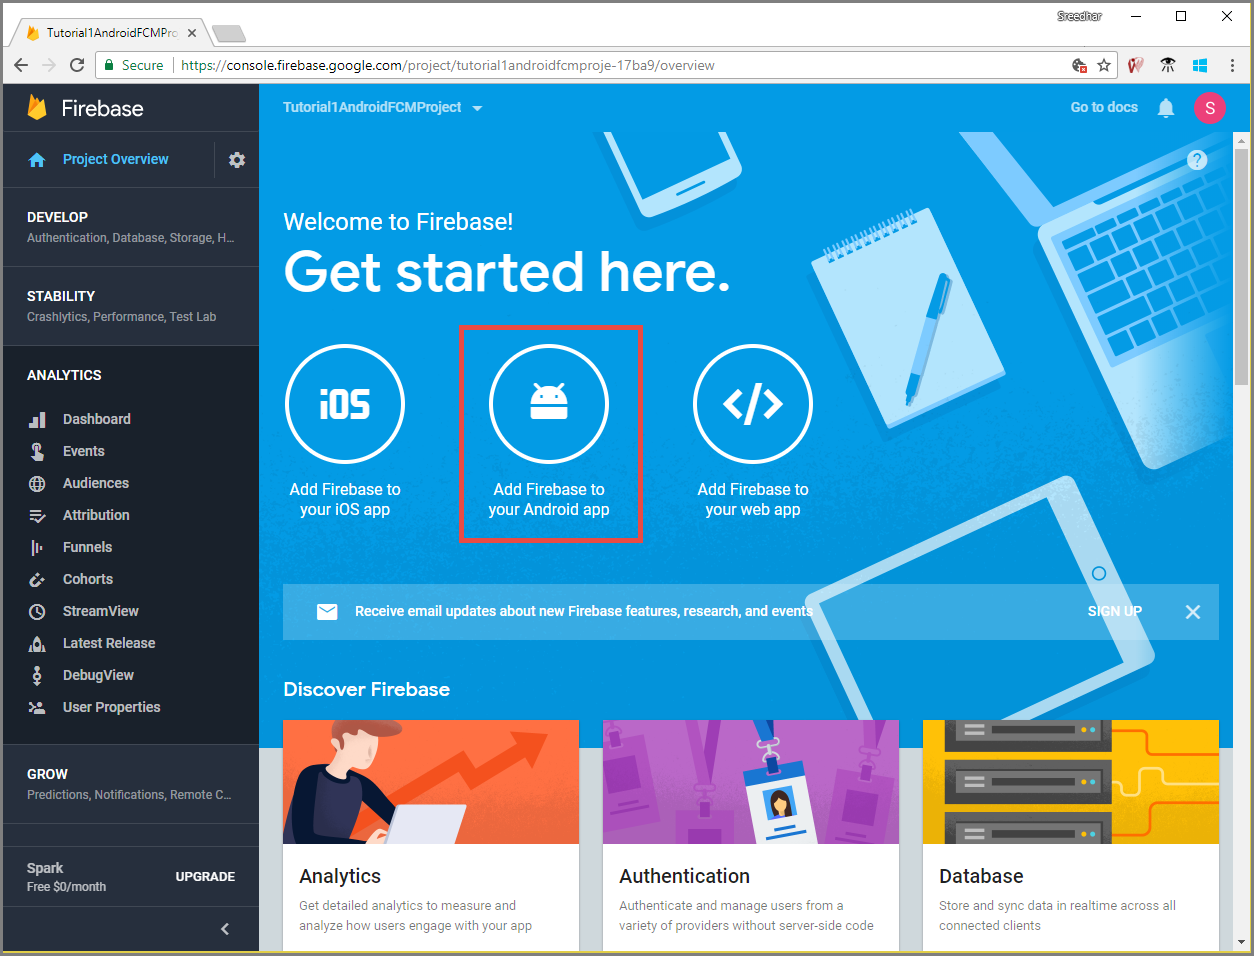 Sreedhar
Tutorial1AndroidFCMPro
Secure
https://console.firebase.google.com/project/tutorial1androidfcmproje-17ba9/overview
Firebase
Tutorial1AndroidFCMProject
Go to docs
S
Project Overview
?
DEVELOP
Authentication, Database, Storage, H...
STABILITY
Crashlytics, Performance, Test Lab
ANALYTICS
Dashboard
Events
Audiences
Attribution
Funnels
Cohorts
StreamView
Latest Release
DebugView
User Properties
GROW
Predictions, Notifications, Remote C...
Spark
Free $0/month
UPGRADE
Welcome to Firebase!
Get started here.
iOS
Add Firebase to
your iOS app
Add Firebase to
your Android app
</>
Add Firebase to
your web app
Receive email updates about new Firebase features, research, and events
SIGN UP
Discover Firebase
Analytics
Get detailed analytics to measure and
analyze how users engage with your app
Authentication
Authenticate and manage users from a
variety of providers without server-side code
Database
Store and sync data in realtime across all
connected clients